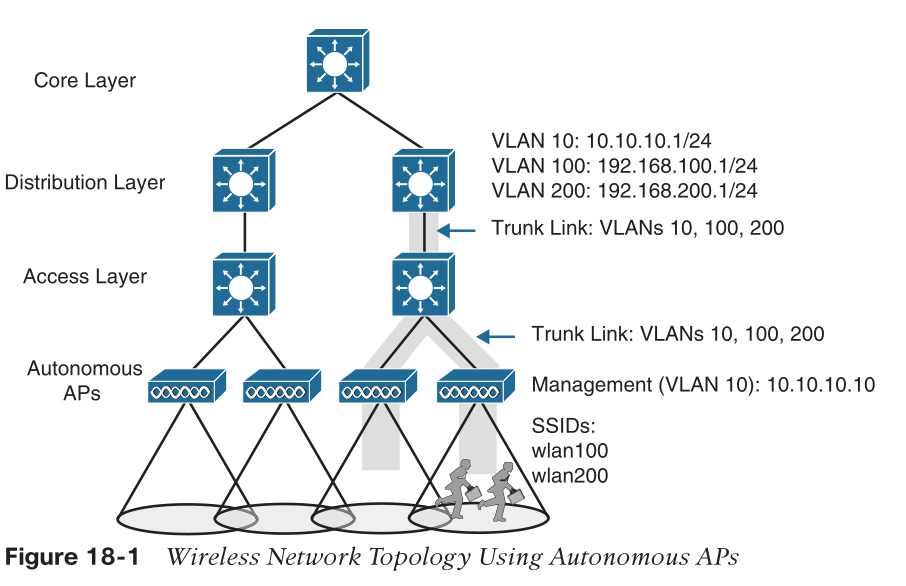 Core Layer
VLAN 10: 10.10.10.1/24
VLAN 100: 192.168.100.1/24
VLAN 200: 192.168.200.1/24
Distribution Layer
Trunk Link: VLANs 10, 100, 200
Access Layer
Trunk Link: VLANs 10, 100, 200
Autonomous
APs
Management (VLAN 10): 10.10.10.10
SSIDs:
wlan100
wlan200
Figure 18-1 Wireless Network Topology Using Autonomous APs